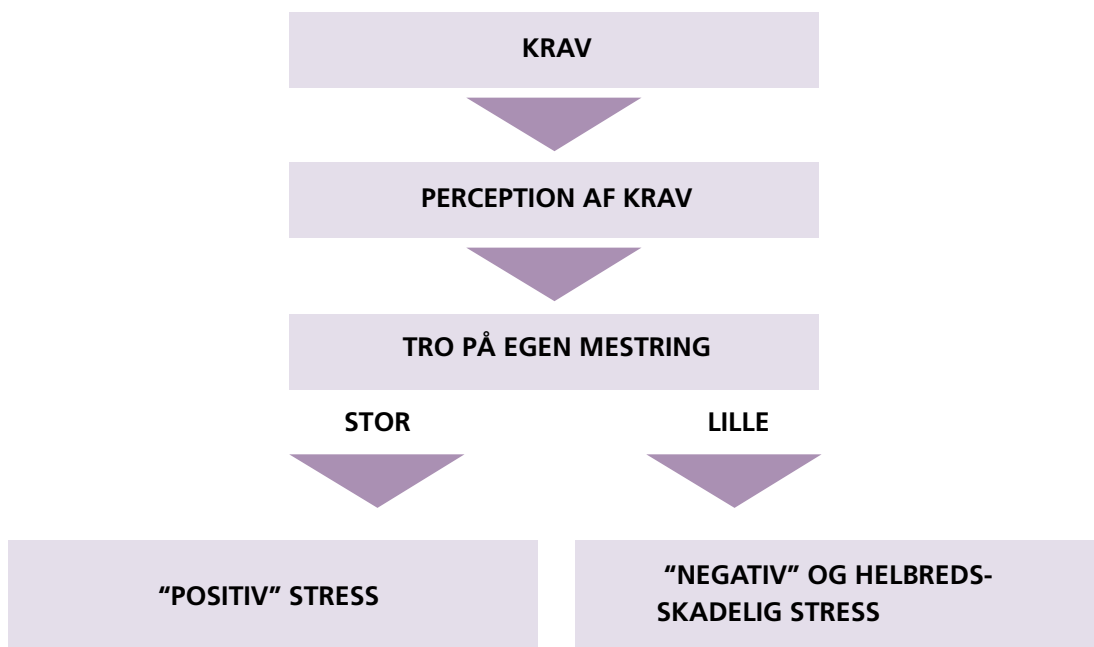 KRAV
PERCEPTION AF KRAV
TRO PÅ EGEN MESTRING
STOR
LILLE
“POSITIV” STRESS
“NEGATIV” OG HELBREDS-
SKADELIG STRESS